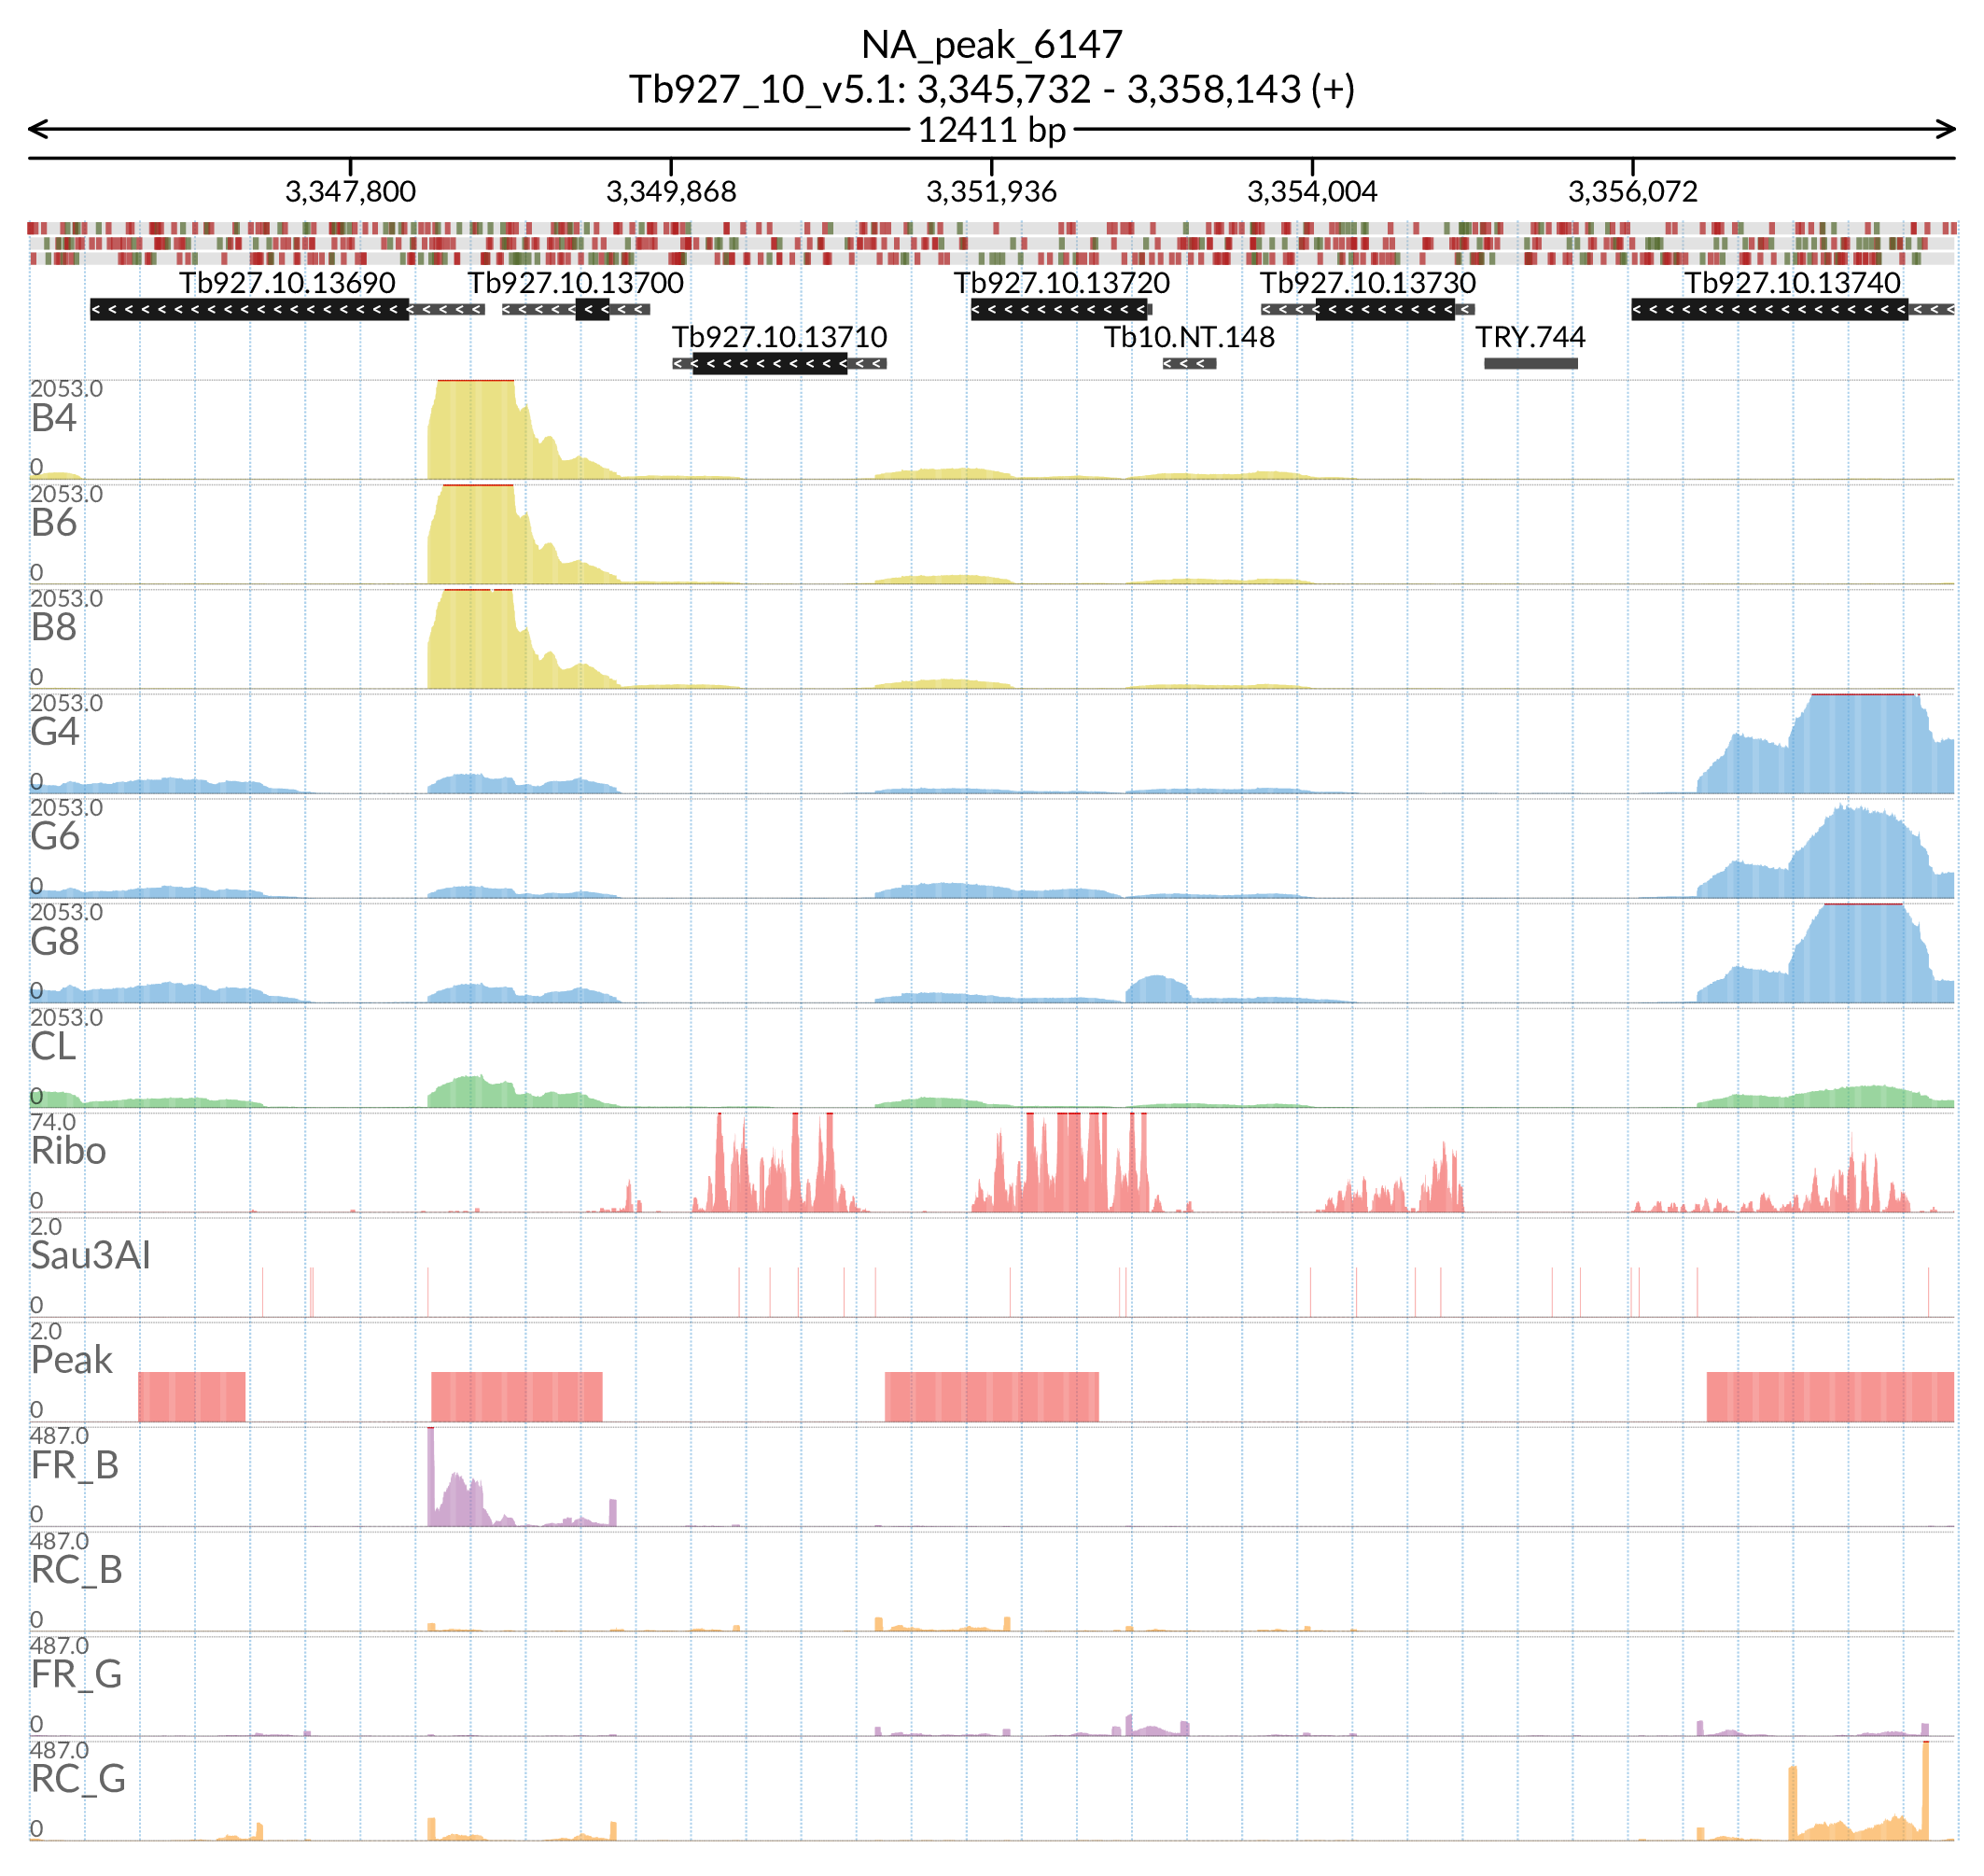 NA_peak_6147
Tb927_10_v5.1: 3,345,732 - 3,358,143 (+)
12411 bp
3,347,800 3,349,868 3,351,936 3,354,004 3,356,072
Tb927.10.13690 Tb927.10.13700 Tb927.10.13720 Tb927.10.13730 Tb927.10.13740
Tb927.10.13710 Tb10.NT.148 TRY.744
2053.0
B4
0
2053.0
B6
0
2053.0
B8
0
2053.0
G4
0
2053.0
G6
0
2053.0
G8
0
2053.0
CL
0
74.0
Ribo
0
2.0
Sau3AI
0
2.0
Peak
0
487.0
FR_B
0
487.0
RC_B
0
487.0
FR_G
0
487.0
RC_G
0